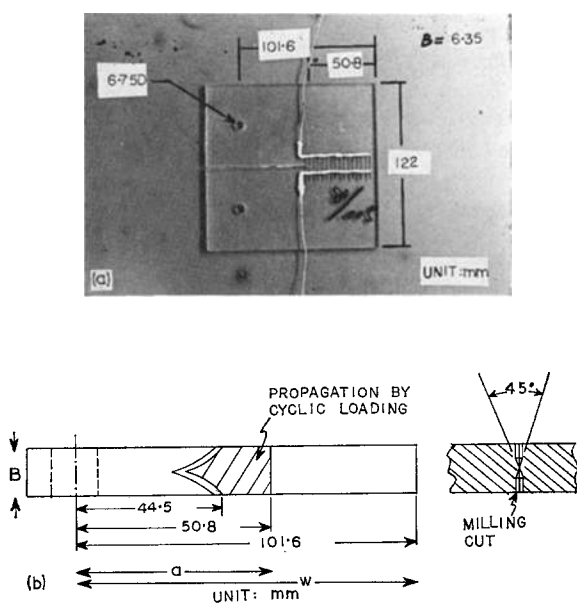 101.6
B = 6.35
50.8
6.75D
122
(a)
UNIT:mm
PROPAGATION BY
CYCLIC LOADING
45°
B
44.5
50.8
101.6
MILLING
CUT
a
(b)
w
UNIT: mm